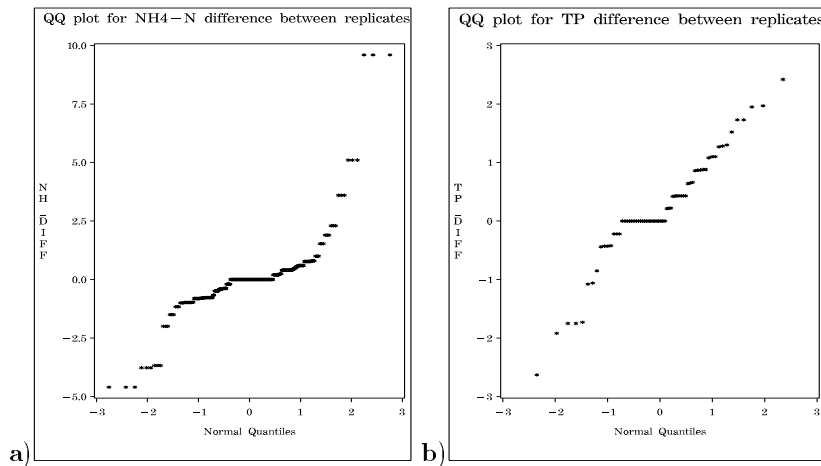 QQ plot for NH4-N difference between replicates
10.0
7.5
5.0
2.5
0.0
-2.5
-5.0
NH_DIFF
-3 -2 -1 0 1 2 3
Normal Quantiles
a)
QQ plot for TP difference between replicates
3
2
1
0
-1
-2
-3
TP_DIFF
-3 -2 -1 0 1 2 3
Normal Quantiles
b)